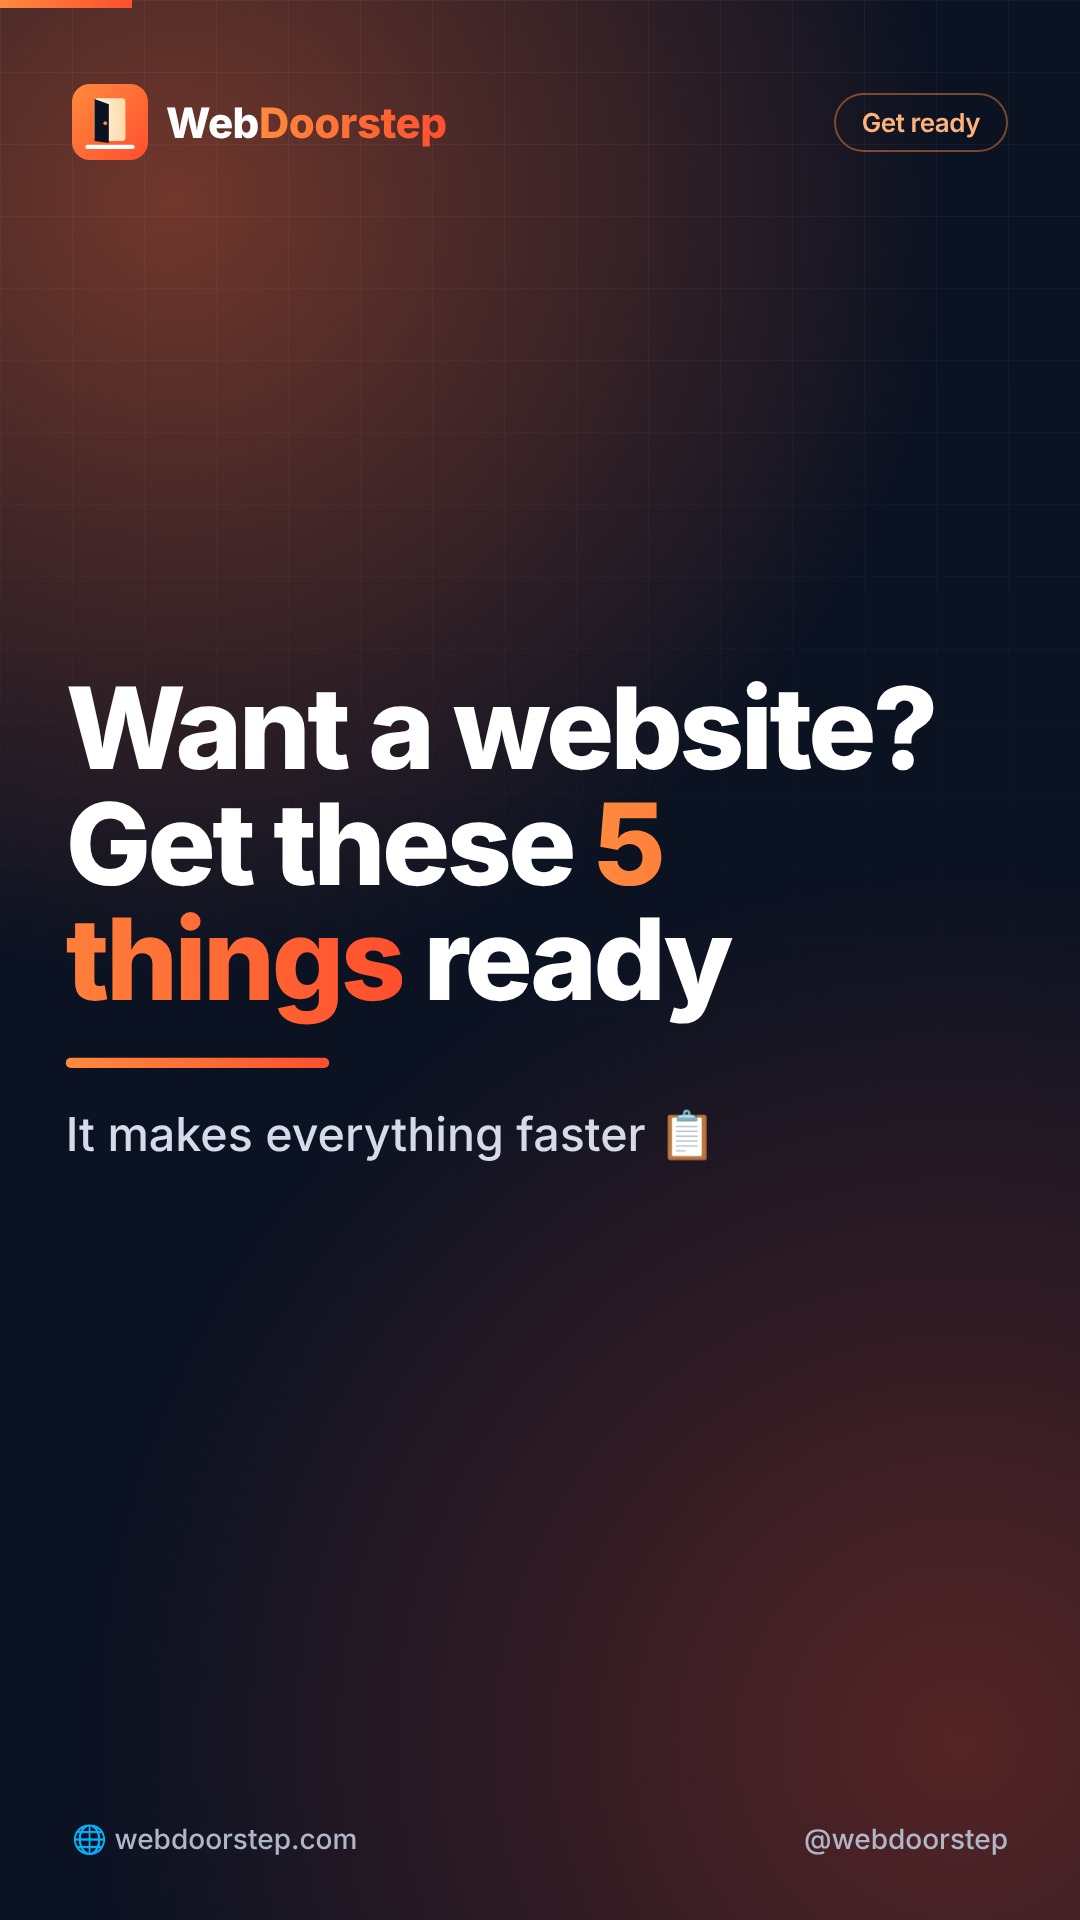 WebDoorstep
Get ready
Want a website?
Get these 5
things ready
It makes everything faster 📋
🌐 webdoorstep.com
@webdoorstep